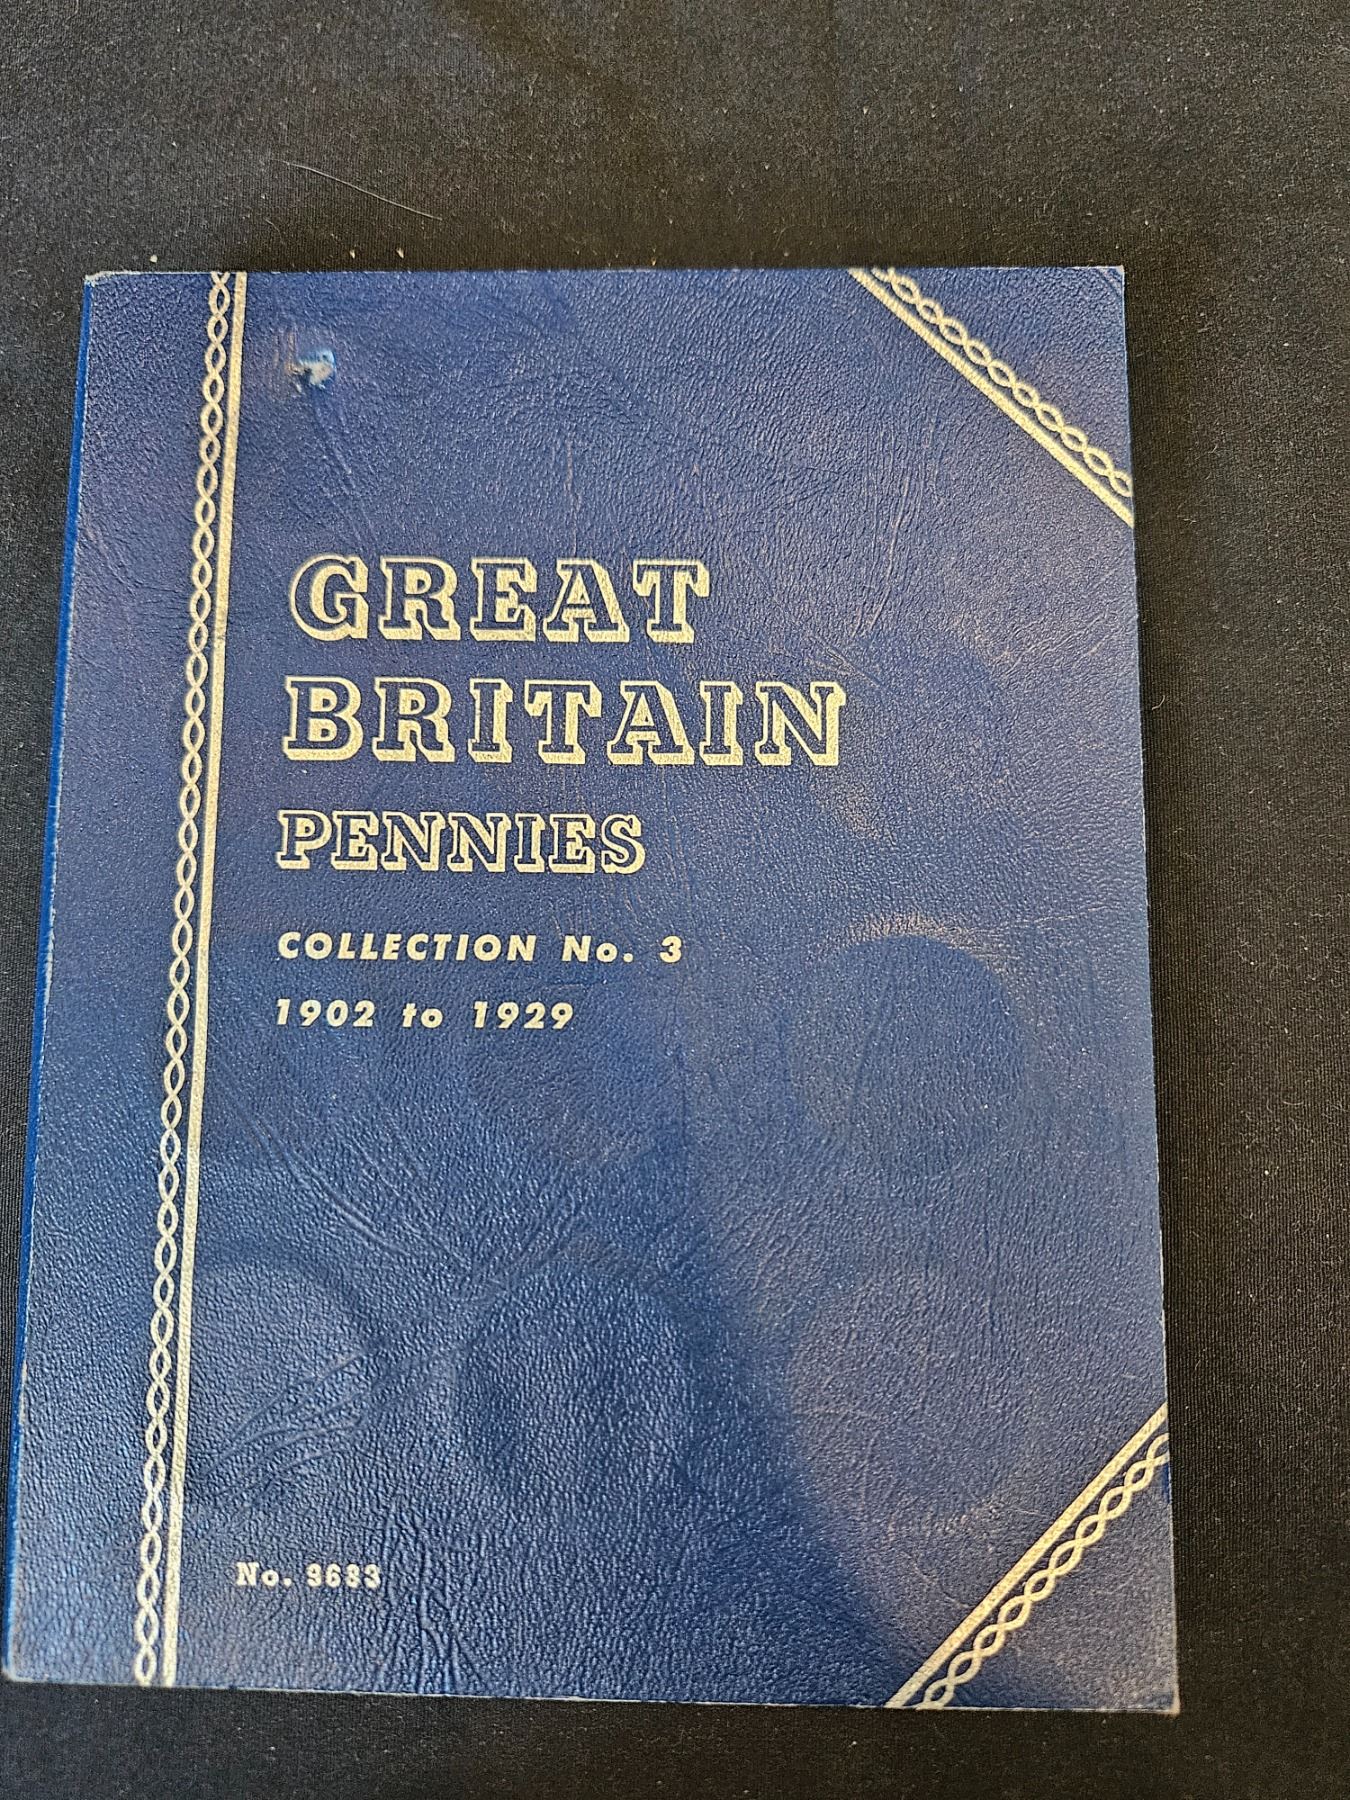 GREAT
BRITAIN
PENNIES
COLLECTION No. 3
1902 to 1929
No. 9683